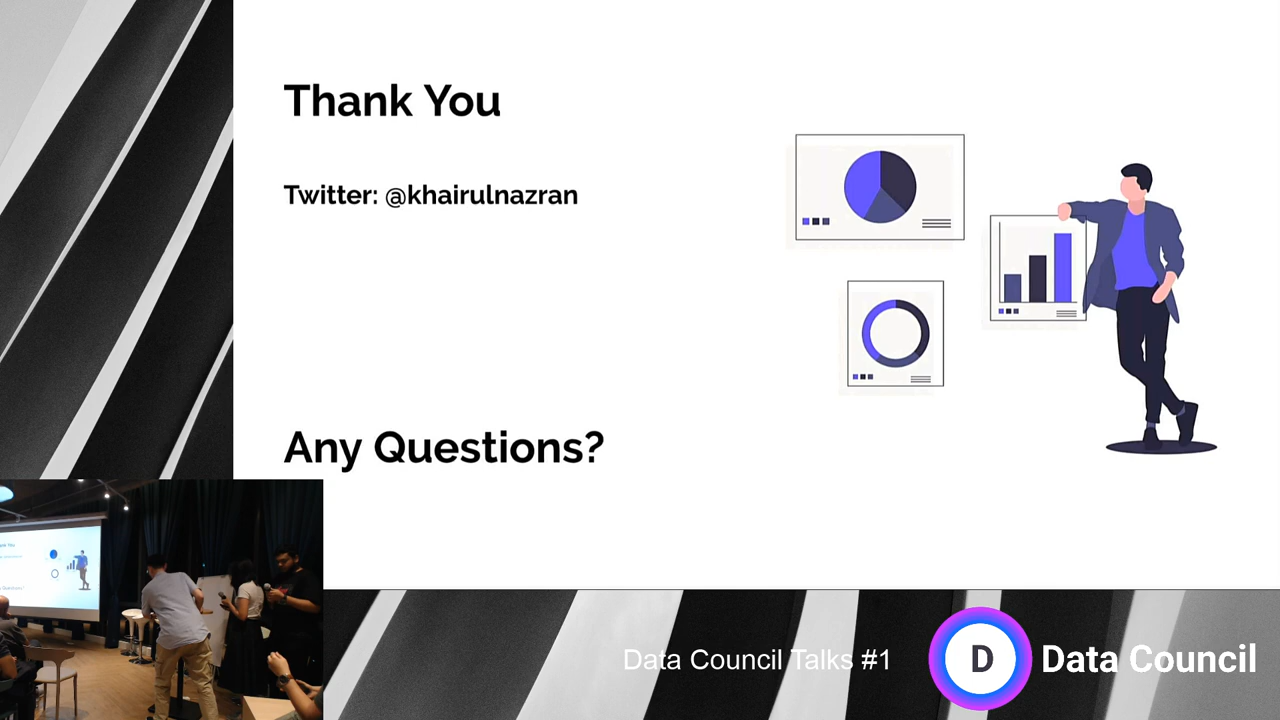 Thank You
Twitter: @khairulnazran
Any Questions?
Data Council Talks #1
D
Data Council